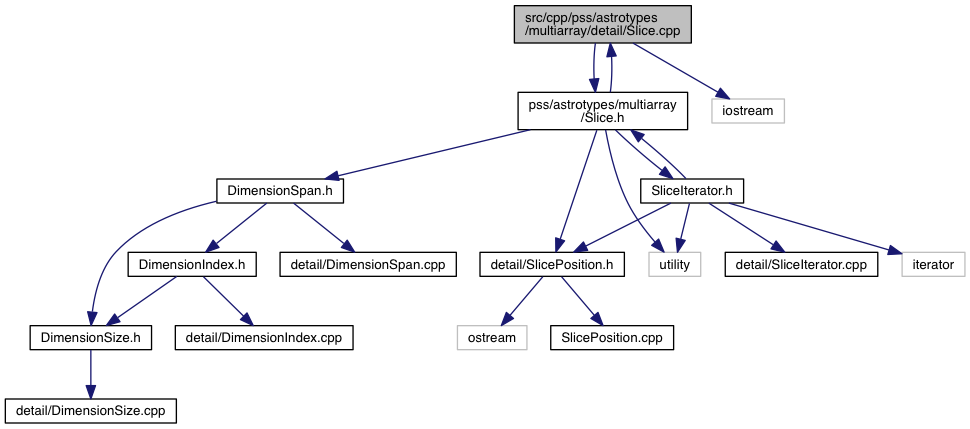 src/cpp/pss/astrotypes
/multiarray/detail/Slice.cpp
pss/astrotypes/multiarray
/Slice.h
iostream
DimensionSpan.h
SliceIterator.h
DimensionIndex.h
detail/DimensionSpan.cpp
detail/SlicePosition.h
utility
detail/SliceIterator.cpp
iterator
DimensionSize.h
detail/DimensionIndex.cpp
ostream
SlicePosition.cpp
detail/DimensionSize.cpp